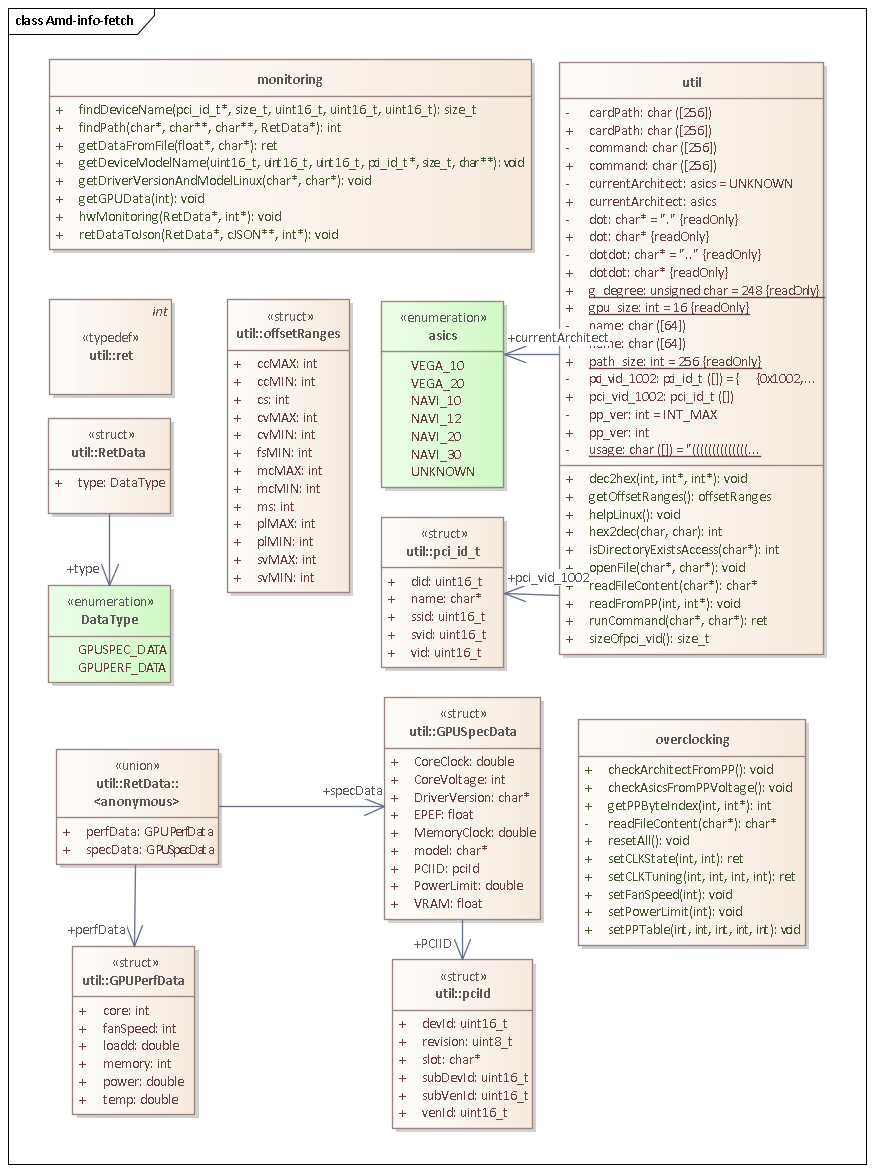 class Amd-info-fetch
monitoring
+ findDeviceName(pci_id_t*, size_t, uint16_t, uint16_t, uint16_t): size_t
+ findPath(char*, char**, char**, RetData*): int
+ getDataFromFile(float*, char*): ret
+ getDeviceModelName(uint16_t, uint16_t, uint16_t, pci_id_t*, size_t, char**): void
+ getDriverVersionAndModelLinux(char*, char*): void
+ getGPUData(int): void
+ hwMonitoring(RetData*, int*): void
+ retDataToJson(RetData*, cJSON**, int*): void
util
- cardPath: char ([256])
+ cardPath: char ([256])
- command: char ([256])
+ command: char ([256])
- currentArchitect: asics = UNKNOWN
+ currentArchitect: asics
- dot: char* = "." {readOnly}
+ dot: char* {readOnly}
- dotdot: char* = ".." {readOnly}
+ dotdot: char* {readOnly}
+ g_degree: unsigned char = 248 {readOnly}
+ gpu_size: int = 16 {readOnly}
- name: char ([64])
+ name: char ([64])
+ path_size: int = 256 {readOnly}
- pci_vid_1002: pci_id_t ([]) = { {0x1002,...
+ pci_vid_1002: pci_id_t ([])
- pp_ver: int = INT_MAX
+ pp_ver: int
- usage: char ([]) = "((((((((((((((...
+ dec2hex(int, int*, int*): void
+ getOffsetRanges(): offsetRanges
+ helpLinux(): void
+ hex2dec(char, char): int
+ isDirectoryExistsAccess(char*): int
+ openFile(char*, char*): void
+ readFileContent(char*): char*
+ readFromPP(int, int*): void
+ runCommand(char*, char*): ret
+ sizeOfpci_vid(): size_t
int
«typedef»
util::ret
«struct»
util::offsetRanges
+ ccMAX: int
+ ccMIN: int
+ cs: int
+ cvMAX: int
+ cvMIN: int
+ fsMIN: int
+ mcMAX: int
+ mcMIN: int
+ ms: int
+ plMAX: int
+ plMIN: int
+ svMAX: int
+ svMIN: int
«enumeration»
asics
VEGA_10
VEGA_20
NAVI_10
NAVI_12
NAVI_20
NAVI_30
UNKNOWN
+currentArchitect
«struct»
util::RetData
+ type: DataType
+type
«enumeration»
DataType
GPUSPEC_DATA
GPUPERF_DATA
«struct»
util::pci_id_t
+ did: uint16_t
+ name: char*
+ ssid: uint16_t
+ svid: uint16_t
+ vid: uint16_t
+pci_vid_1002
«union»
util::RetData::
<anonymous>
+ perfData: GPUPerfData
+ specData: GPUSpecData
+specData
+perfData
«struct»
util::GPUSpecData
+ CoreClock: double
+ CoreVoltage: int
+ DriverVersion: char*
+ EPEF: float
+ MemoryClock: double
+ model: char*
+ PCIID: pciId
+ PowerLimit: double
+ VRAM: float
+PCIID
overclocking
+ checkArchitectFromPP(): void
+ checkAsicsFromPPVoltage(): void
+ getPPByteIndex(int, int*): int
- readFileContent(char*): char*
+ resetAll(): void
+ setCLKState(int, int): ret
+ setCLKTuning(int, int, int, int): ret
+ setFanSpeed(int): void
+ setPowerLimit(int): void
+ setPPTable(int, int, int, int, int): void
«struct»
util::GPUPerfData
+ core: int
+ fanSpeed: int
+ loadd: double
+ memory: int
+ power: double
+ temp: double
«struct»
util::pciId
+ devId: uint16_t
+ revision: uint8_t
+ slot: char*
+ subDevId: uint16_t
+ subVenId: uint16_t
+ venId: uint16_t